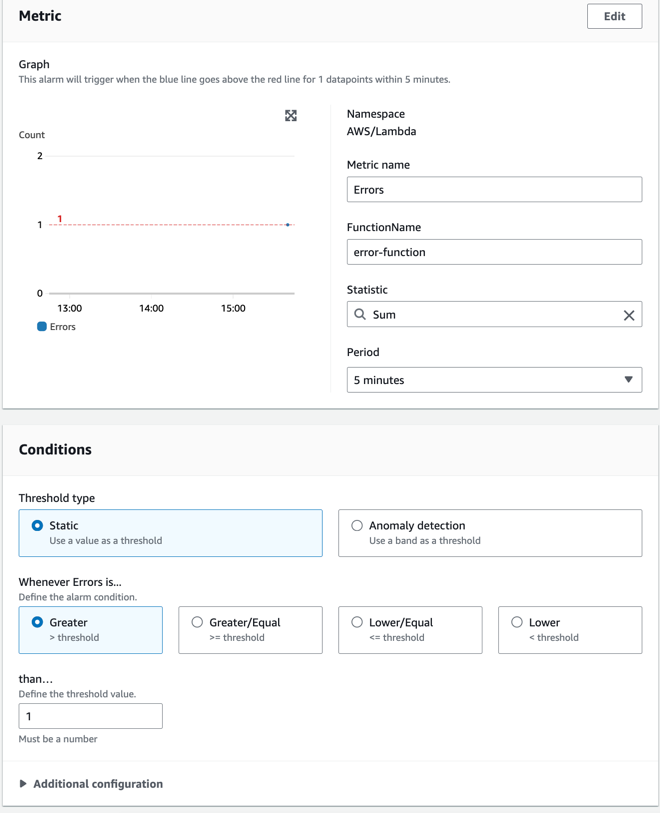 Metric
Edit
Graph
This alarm will trigger when the blue line goes above the red line for 1 datapoints within 5 minutes.
Count
2
1
1
0
13:00 14:00 15:00
Errors
Namespace
AWS/Lambda
Metric name
Errors
FunctionName
error-function
Statistic
Sum
Period
5 minutes
Conditions
Threshold type
Static
Use a value as a threshold
Anomaly detection
Use a band as a threshold
Whenever Errors is...
Define the alarm condition.
Greater
> threshold
Greater/Equal
>= threshold
Lower/Equal
<= threshold
Lower
< threshold
than...
Define the threshold value.
1
Must be a number
Additional configuration